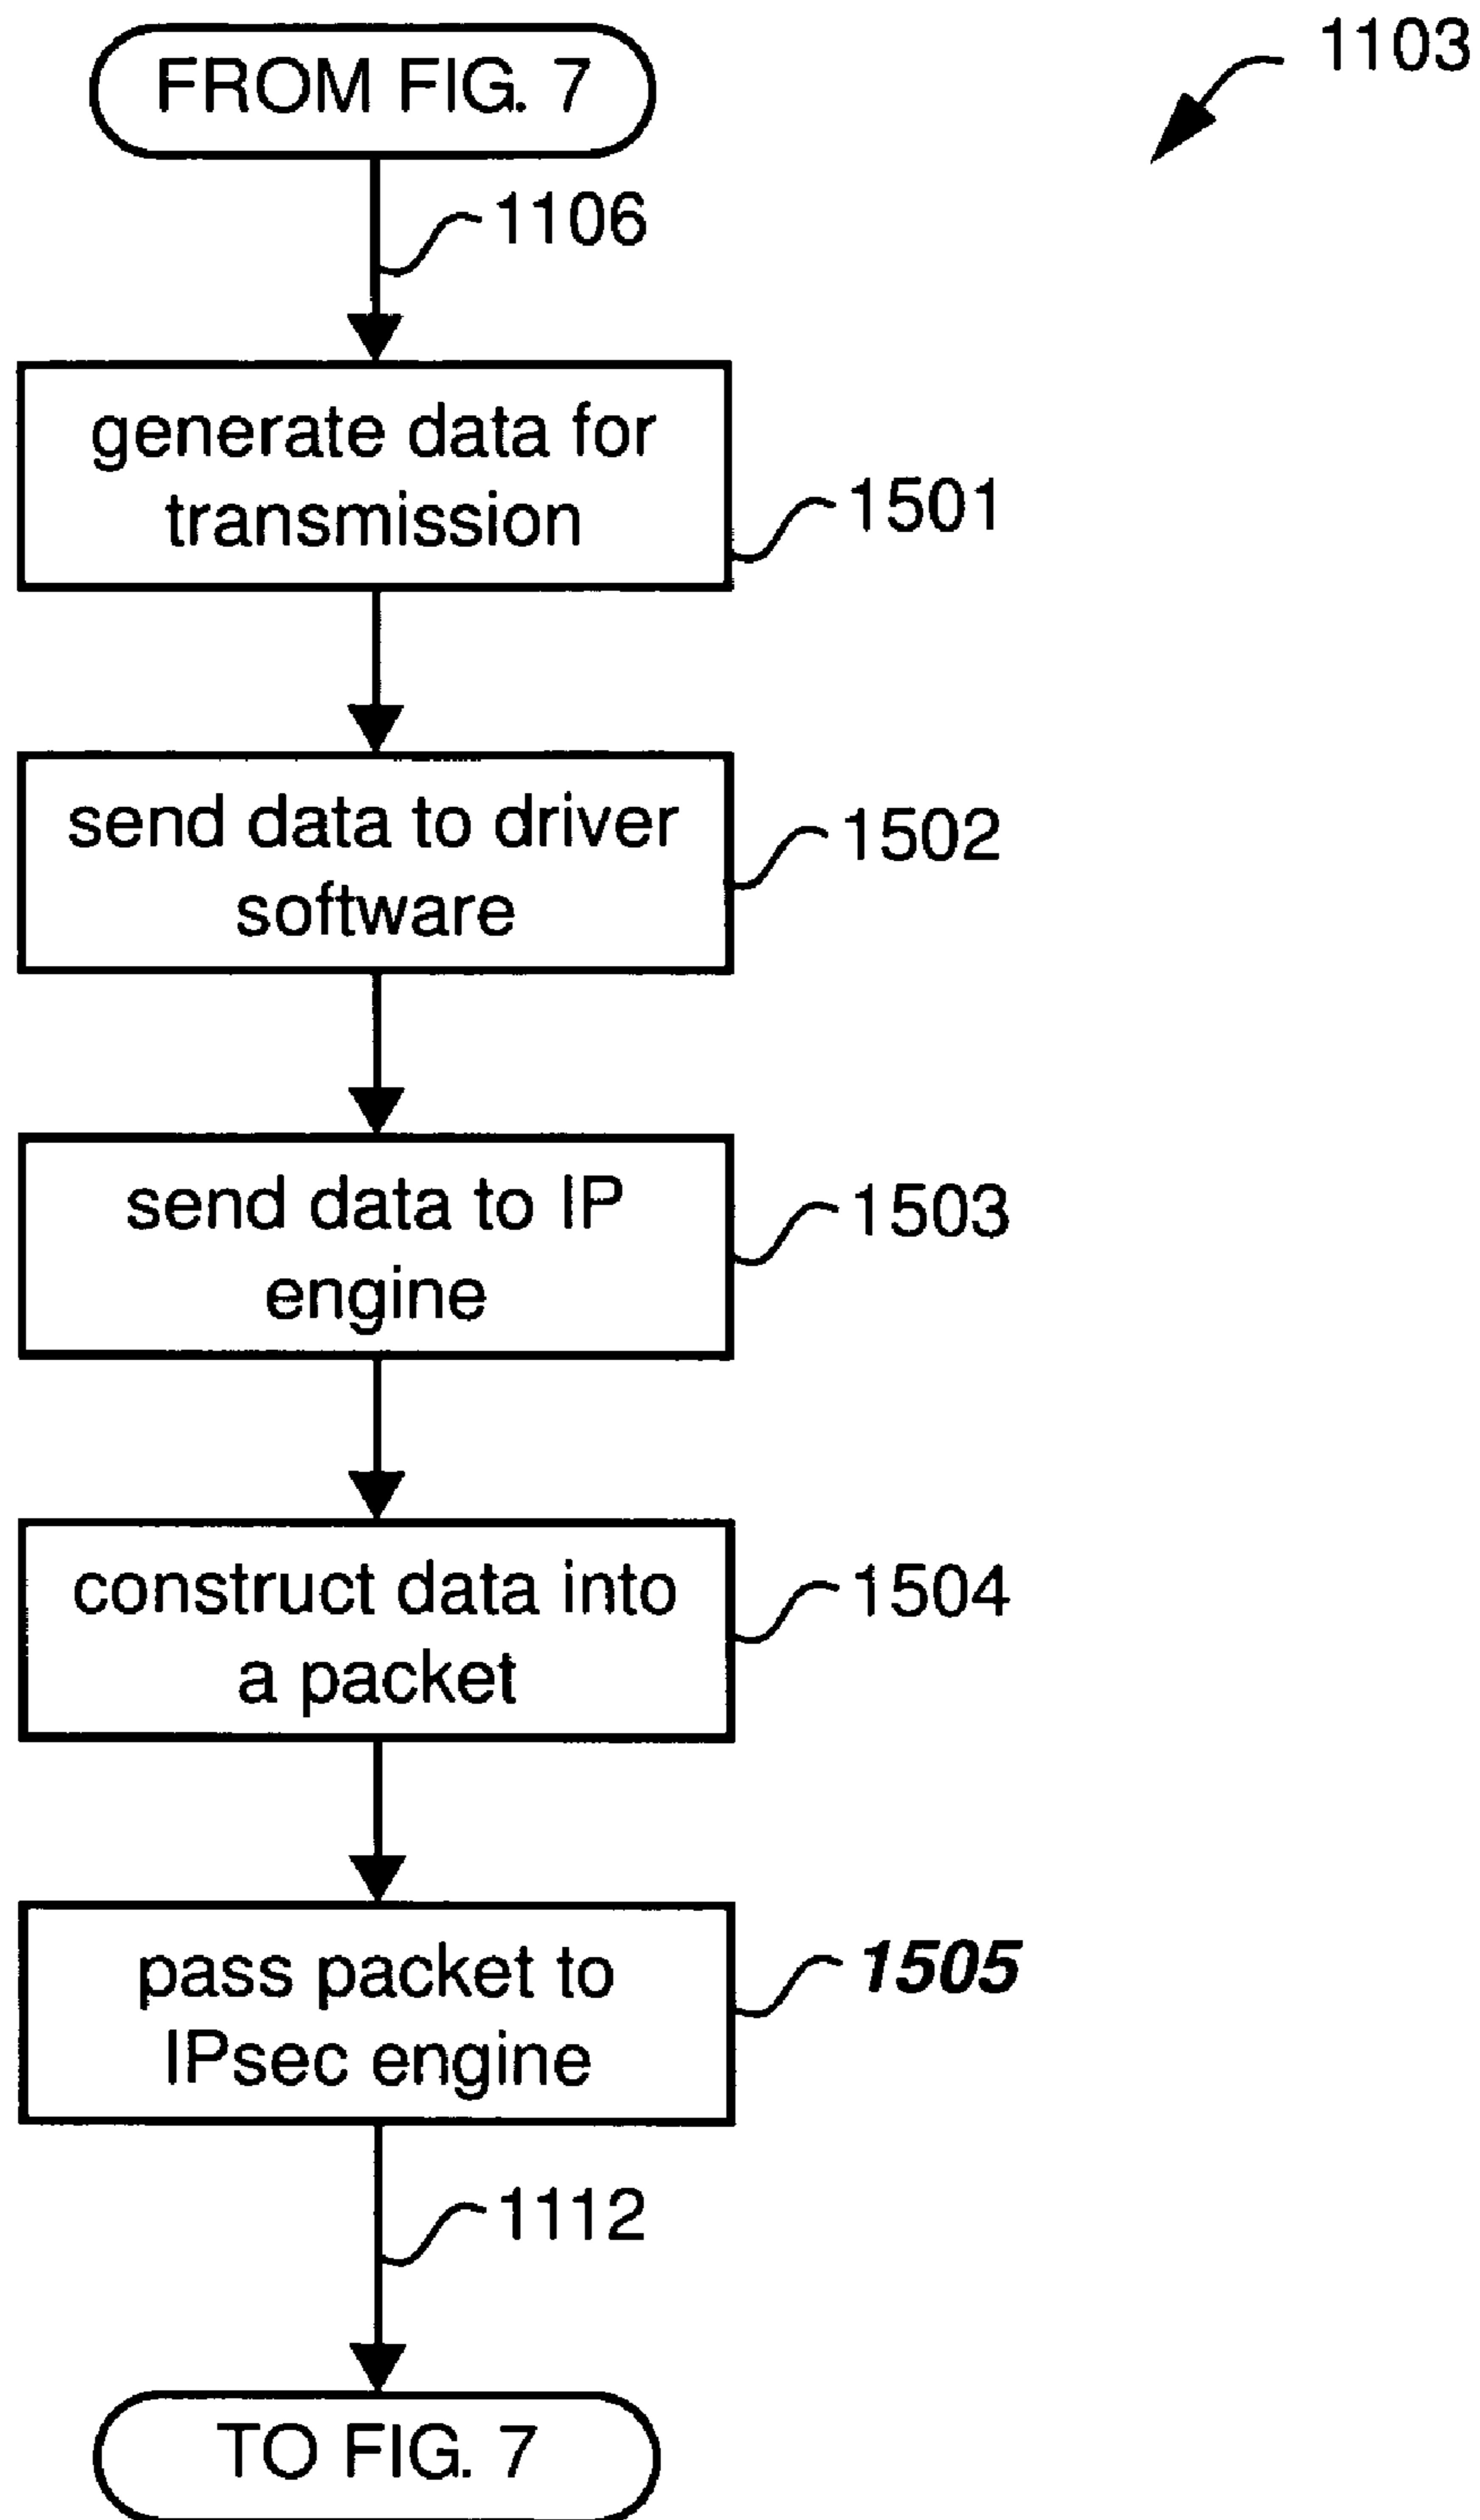 FROM FIG. 7
1103
1106
generate data for
transmission
1501
send data to driver
software
1502
send data to IP
engine
1503
construct data into
a packet
1504
pass packet to
IPsec engine
1505
1112
TO FIG. 7